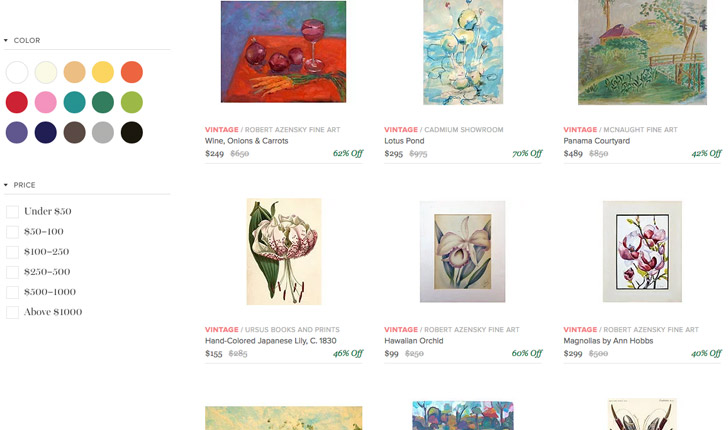 COLOR
PRICE
Under $50
$50–100
$100–250
$250–500
$500–1000
Above $1000
VINTAGE / ROBERT AZENSKY FINE ART
Wine, Onions & Carrots
$249 $650 62% Off
VINTAGE / CADMIUM SHOWROOM
Lotus Pond
$295 $975 70% Off
VINTAGE / MCNAUGHT FINE ART
Panama Courtyard
$489 $850 42% Off
VINTAGE / URSUS BOOKS AND PRINTS
Hand-Colored Japanese Lily, C. 1830
$155 $285 46% Off
VINTAGE / ROBERT AZENSKY FINE ART
Hawaiian Orchid
$99 $250 60% Off
VINTAGE / ROBERT AZENSKY FINE ART
Magnolias by Ann Hobbs
$299 $500 40% Off